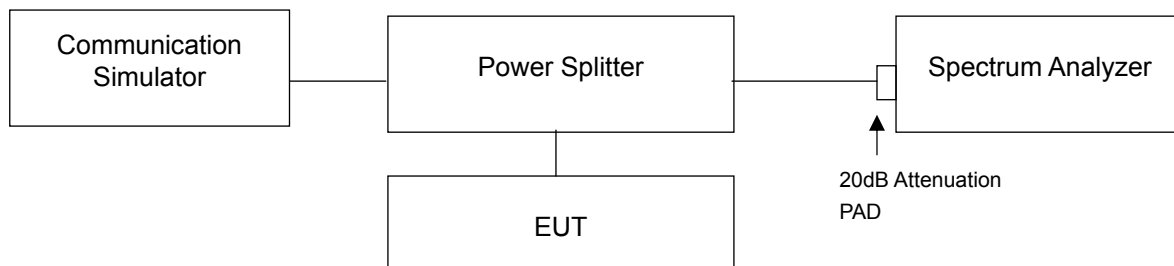 Communication
Simulator
Power Splitter
Spectrum Analyzer
20dB Attenuation
PAD
EUT